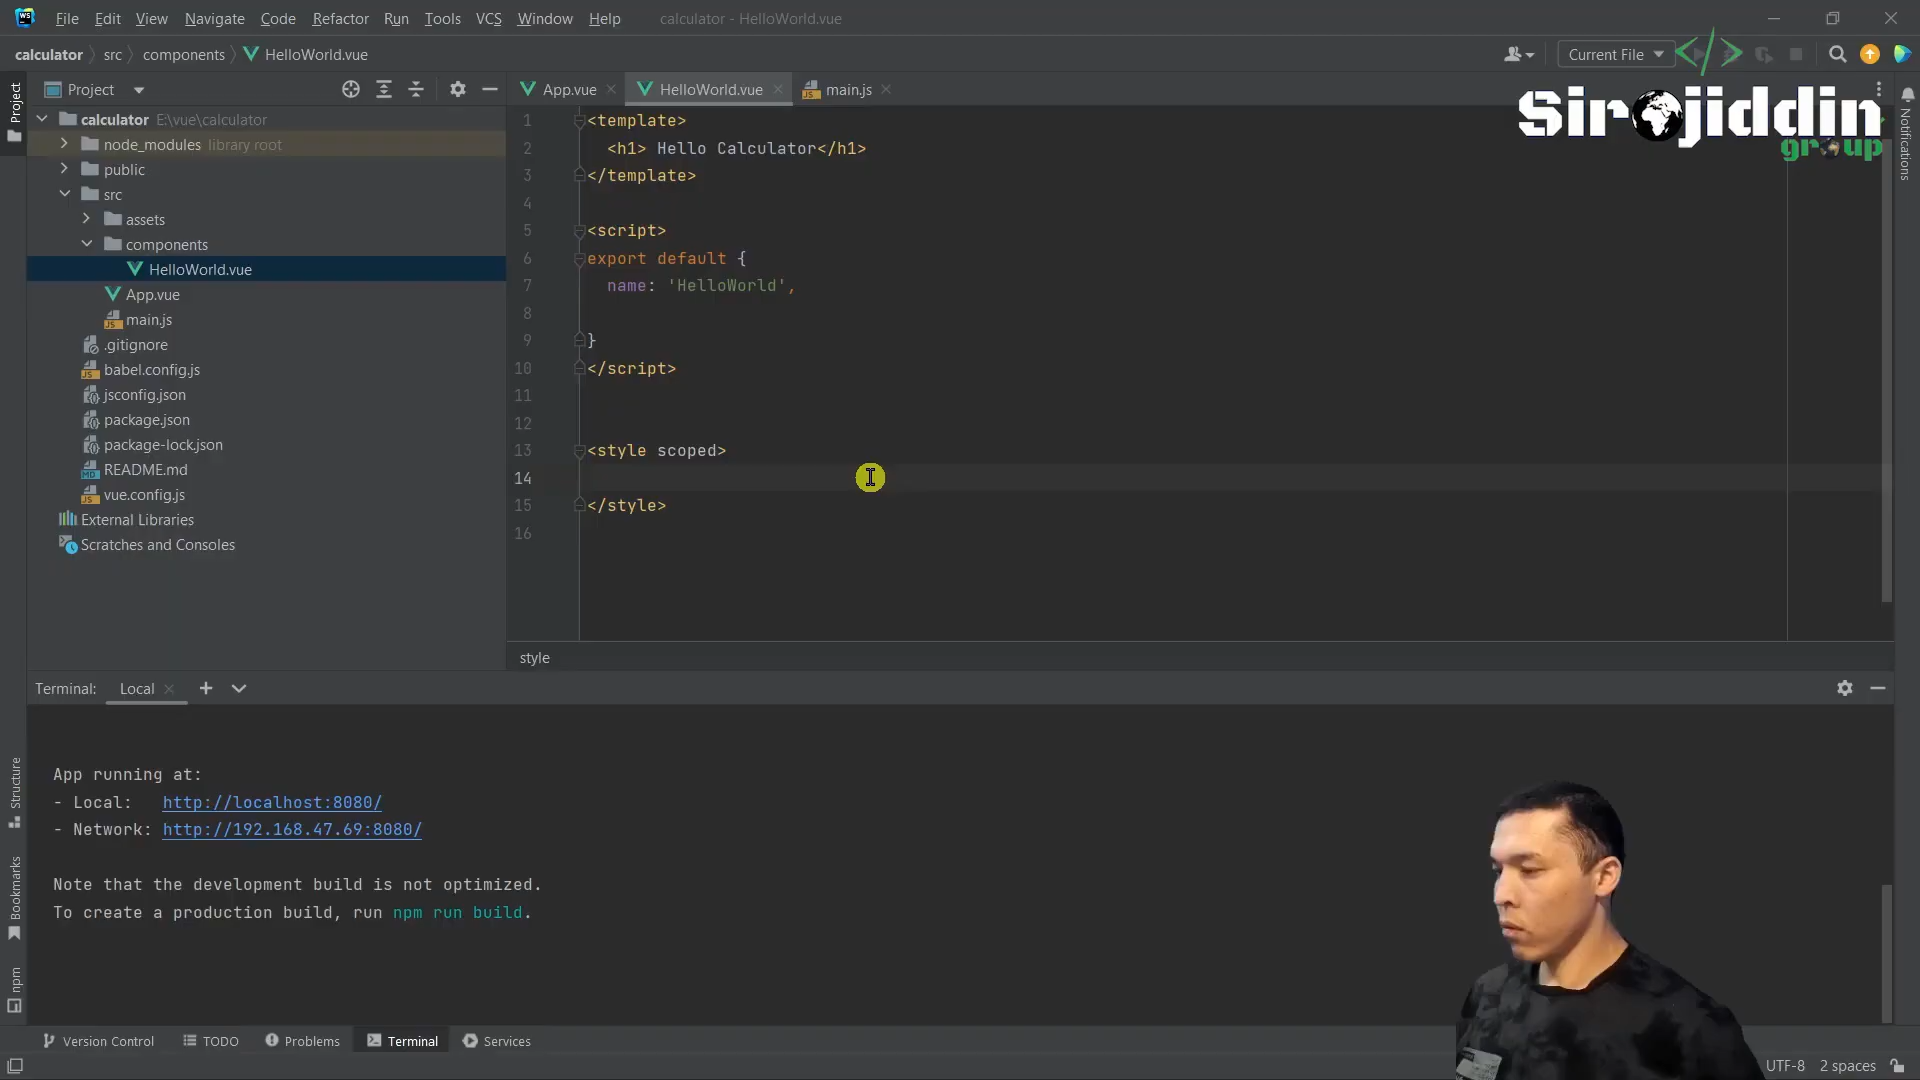 File Edit View Navigate Code Refactor Run Tools VCS Window Help calculator - HelloWorld.vue
calculator src components HelloWorld.vue
Current File
Project
App.vue
HelloWorld.vue
main.js
Sirojiddin
group
Project
Notifications
calculator E:\vue\calculator
node_modules library root
public
src
assets
components
HelloWorld.vue
App.vue
main.js
.gitignore
babel.config.js
jsconfig.json
package.json
package-lock.json
README.md
vue.config.js
External Libraries
Scratches and Consoles
1 <template>
2 <h1> Hello Calculator</h1>
3 </template>
4
5 <script>
6 export default {
7 name: 'HelloWorld',
8
9 }
10 </script>
11
12
13 <style scoped>
14
15 </style>
16
style
Terminal: Local
App running at:
- Local: http://localhost:8080/
- Network: http://192.168.47.69:8080/
Note that the development build is not optimized.
To create a production build, run npm run build.
Structure
Bookmarks
npm
Version Control TODO Problems Terminal Services
UTF-8 2 spaces